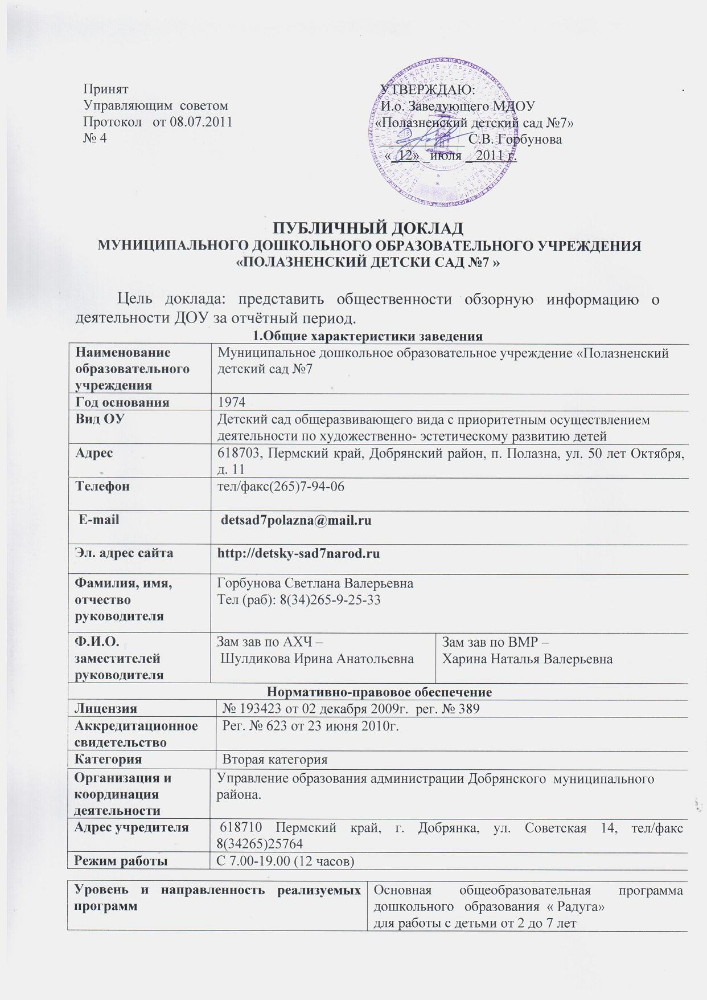 Принят
Управляющим советом
Протокол от 08.07.2011
№ 4
УТВЕРЖДАЮ:
И.о. Заведующего МДОУ
«Полазненский детский сад №7»
____________ С.В. Горбунова
«_12»_ июля _ 2011 г.
ПУБЛИЧНЫЙ ДОКЛАД
МУНИЦИПАЛЬНОГО ДОШКОЛЬНОГО ОБРАЗОВАТЕЛЬНОГО УЧРЕЖДЕНИЯ
«ПОЛАЗНЕНСКИЙ ДЕТСКИ САД №7 »
Цель доклада: представить общественности обзорную информацию о
деятельности ДОУ за отчётный период.
1.Общие характеристики заведения
Наименование
образовательного
учреждения
Муниципальное дошкольное образовательное учреждение «Полазненский
детский сад №7
Год основания
1974
Вид ОУ
Детский сад общеразвивающего вида с приоритетным осуществлением
деятельности по художественно- эстетическому развитию детей
Адрес
618703, Пермский край, Добрянский район, п. Полазна, ул. 50 лет Октября,
д. 11
Телефон
тел/факс(265)7-94-06
E-mail
detsad7polazna@mail.ru
Эл. адрес сайта
http://detsky-sad7narod.ru
Фамилия, имя,
отчество
руководителя
Горбунова Светлана Валерьевна
Тел (раб): 8(34)265-9-25-33
Ф.И.О.
заместителей
руководителя
Зам зав по АХЧ –
Шулдикова Ирина Анатольевна
Зам зав по ВМР –
Харина Наталья Валерьевна
Нормативно-правовое обеспечение
Лицензия
№ 193423 от 02 декабря 2009г. рег. № 389
Аккредитационное
свидетельство
Рег. № 623 от 23 июня 2010г.
Категория
Вторая категория
Организация и
координация
деятельности
Управление образования администрации Добрянского муниципального
района.
Адрес учредителя
618710 Пермский край, г. Добрянка, ул. Советская 14, тел/факс
8(34265)25764
Режим работы
С 7.00-19.00 (12 часов)
Уровень и направленность реализуемых
программ
Основная общеобразовательная программа
дошкольного образования « Радуга»
для работы с детьми от 2 до 7 лет